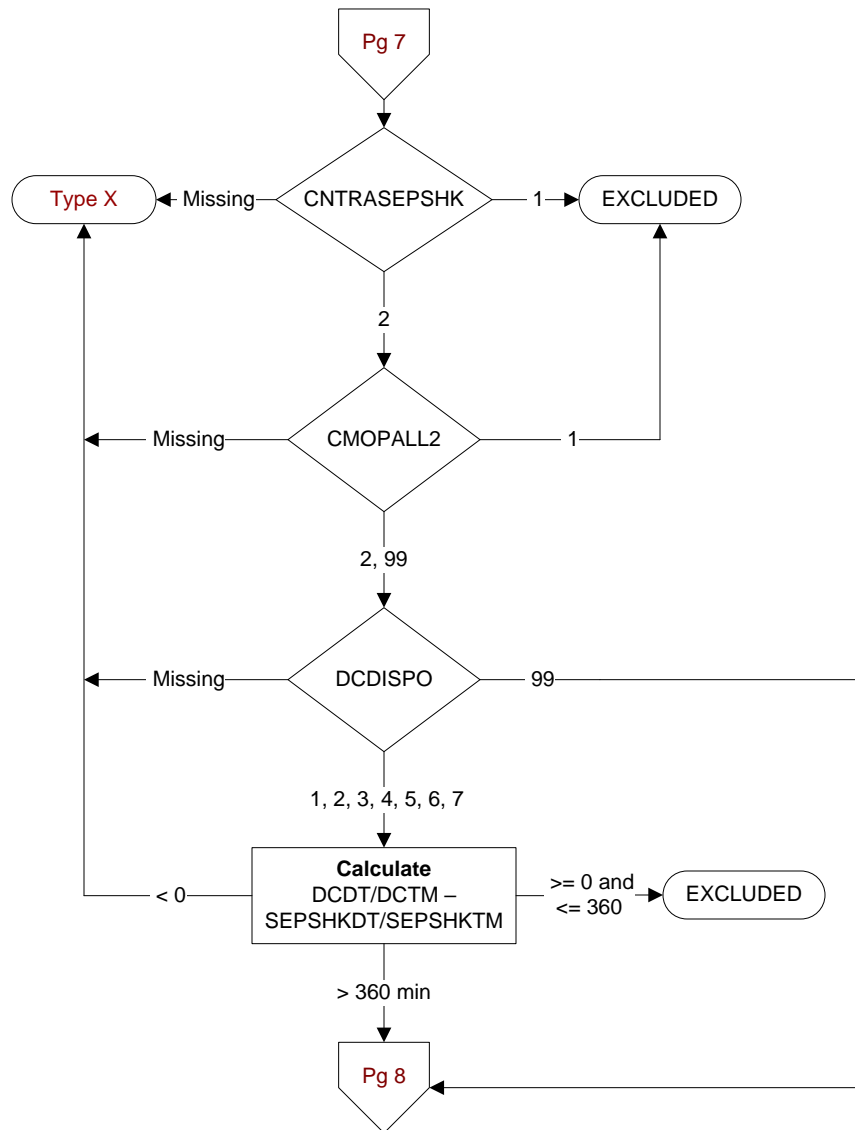 Pg 7
CNTRASEPSHK
Missing
Type X
1
EXCLUDED
2
CMOPALL2
Missing
1
2, 99
DCDISPO
Missing
99
1, 2, 3, 4, 5, 6, 7
Calculate
DCDT/DCTM –
SEPSHKDT/SEPSHKTM
< 0
>= 0 and
<= 360
EXCLUDED
> 360 min
Pg 8